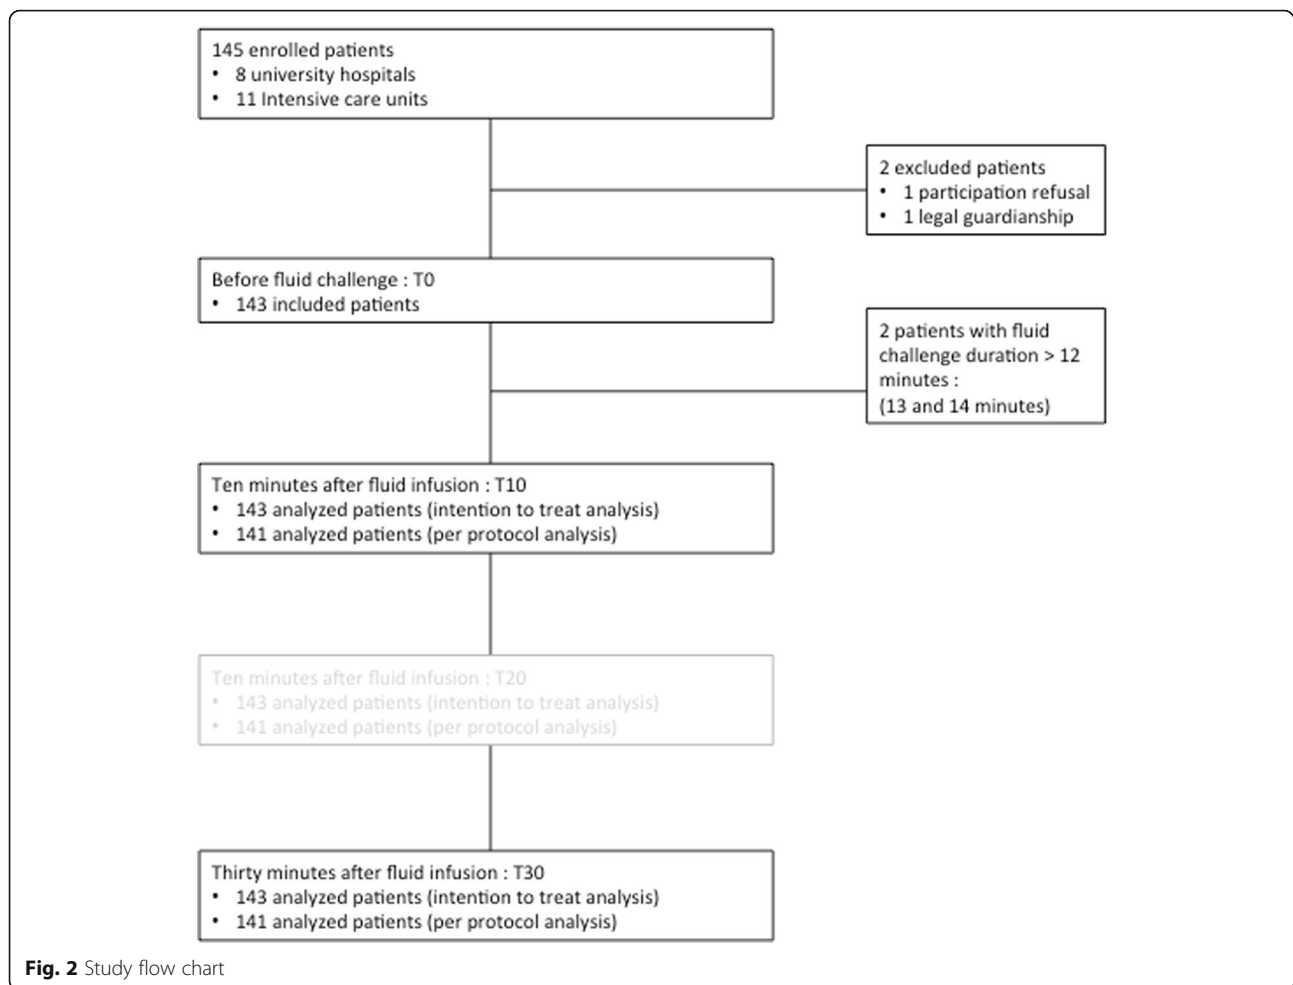 145 enrolled patients
• 8 university hospitals
• 11 Intensive care units
2 excluded patients
• 1 participation refusal
• 1 legal guardianship
Before fluid challenge : T0
• 143 included patients
2 patients with fluid
challenge duration > 12
minutes :
(13 and 14 minutes)
Ten minutes after fluid infusion : T10
• 143 analyzed patients (intention to treat analysis)
• 141 analyzed patients (per protocol analysis)
Ten minutes after fluid infusion : T20
• 143 analyzed patients (intention to treat analysis)
• 141 analyzed patients (per protocol analysis)
Thirty minutes after fluid infusion : T30
• 143 analyzed patients (intention to treat analysis)
• 141 analyzed patients (per protocol analysis)
Fig. 2 Study flow chart